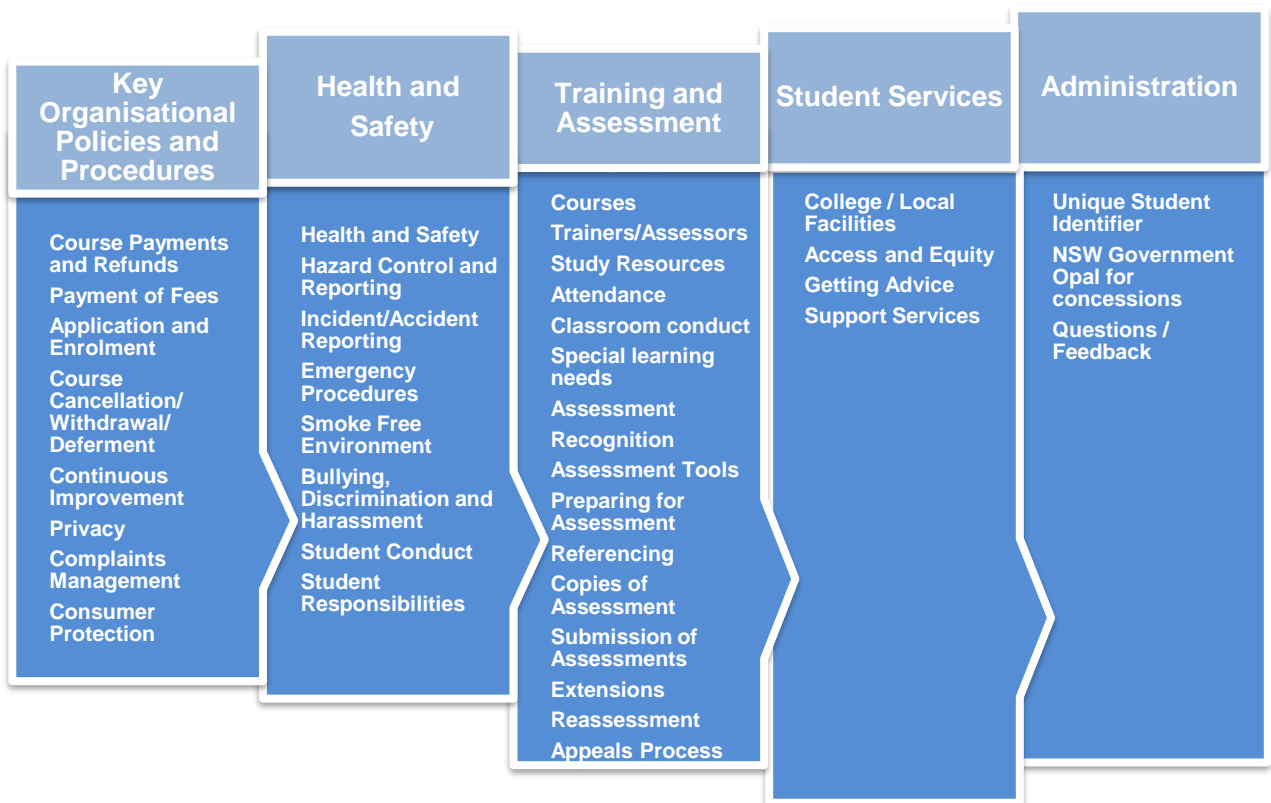 Key
Organisational
Policies and
Procedures
Course Payments
and Refunds
Payment of Fees
Application and
Enrolment
Course
Cancellation/
Withdrawal/
Deferment
Continuous
Improvement
Privacy
Complaints
Management
Consumer
Protection
Health and
Safety
Health and Safety
Hazard Control and
Reporting
Incident/Accident
Reporting
Emergency
Procedures
Smoke Free
Environment
Bullying,
Discrimination and
Harassment
Student Conduct
Student
Responsibilities
Training and
Assessment
Courses
Trainers/Assessors
Study Resources
Attendance
Classroom conduct
Special learning
needs
Assessment
Recognition
Assessment Tools
Preparing for
Assessment
Referencing
Copies of
Assessment
Submission of
Assessments
Extensions
Reassessment
Appeals Process
Student Services
College / Local
Facilities
Access and Equity
Getting Advice
Support Services
Administration
Unique Student
Identifier
NSW Government
Opal for
concessions
Questions /
Feedback